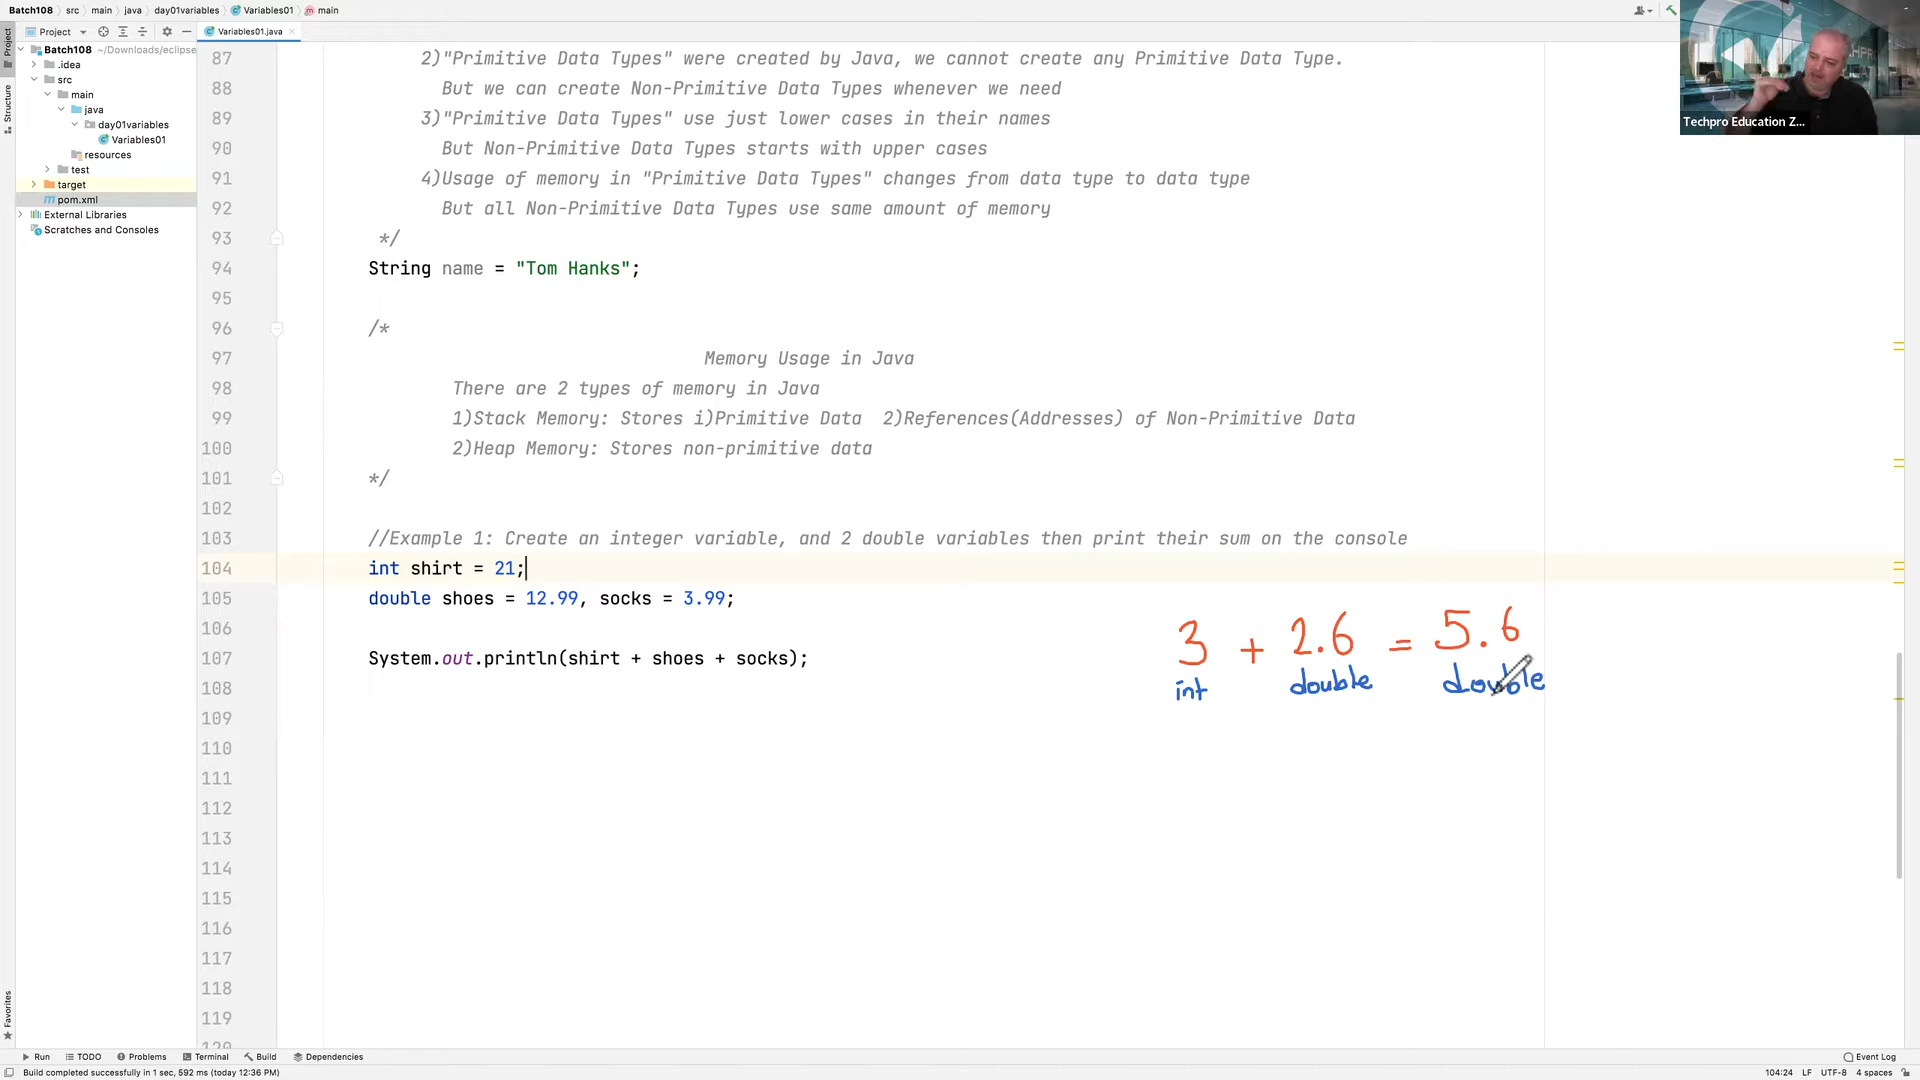 Batch108 > src > main > java > day01variables > Variables01 > main
Project
Variables01.java
Batch108 ~/Downloads/eclipse
.idea
src
main
java
day01variables
Variables01
resources
test
target
pom.xml
External Libraries
Scratches and Consoles
Project
Structure
Favorites
87 2)"Primitive Data Types" were created by Java, we cannot create any Primitive Data Type.
88 But we can create Non-Primitive Data Types whenever we need
89 3)"Primitive Data Types" use just lower cases in their names
90 But Non-Primitive Data Types starts with upper cases
91 4)Usage of memory in "Primitive Data Types" changes from data type to data type
92 But all Non-Primitive Data Types use same amount of memory
93 */
94 String name = "Tom Hanks";
95
96 /*
97 Memory Usage in Java
98 There are 2 types of memory in Java
99 1)Stack Memory: Stores i)Primitive Data 2)References(Addresses) of Non-Primitive Data
100 2)Heap Memory: Stores non-primitive data
101 */
102
103 //Example 1: Create an integer variable, and 2 double variables then print their sum on the console
104 int shirt = 21;
105 double shoes = 12.99, socks = 3.99;
106
107 System.out.println(shirt + shoes + socks);
108
109
110
111
112
113
114
115
116
117
118
119
120
3 + 2.6 = 5.6
int double double
Techpro Education Z...
Run TODO Problems Terminal Build Dependencies Event Log
Build completed successfully in 1 sec, 592 ms (today 12:36 PM) 104:24 LF UTF-8 4 spaces